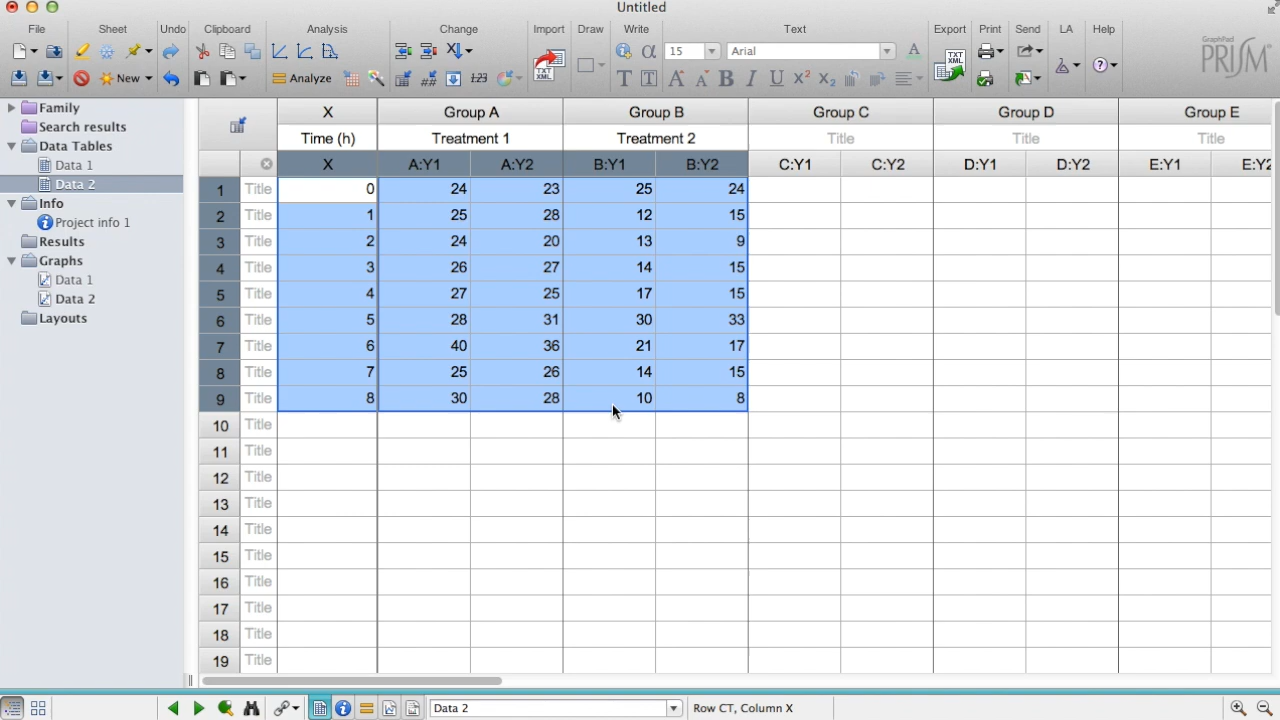 Untitled
File Sheet Undo Clipboard Analysis Change Import Draw Write Text Export Print Send LA Help
15 Arial
GraphPad
PRISM
New Analyze 123
Family
Search results
Data Tables
Data 1
Data 2
Info
Project info 1
Results
Graphs
Data 1
Data 2
Layouts
X Group A Group B Group C Group D Group E
Time (h) Treatment 1 Treatment 2 Title Title Title
X A:Y1 A:Y2 B:Y1 B:Y2 C:Y1 C:Y2 D:Y1 D:Y2 E:Y1 E:Y2
1 Title 0 24 23 25 24
2 Title 1 25 28 12 15
3 Title 2 24 20 13 9
4 Title 3 26 27 14 15
5 Title 4 27 25 17 15
6 Title 5 28 31 30 33
7 Title 6 40 36 21 17
8 Title 7 25 26 14 15
9 Title 8 30 28 10 8
10 Title
11 Title
12 Title
13 Title
14 Title
15 Title
16 Title
17 Title
18 Title
19 Title
Data 2 Row CT, Column X